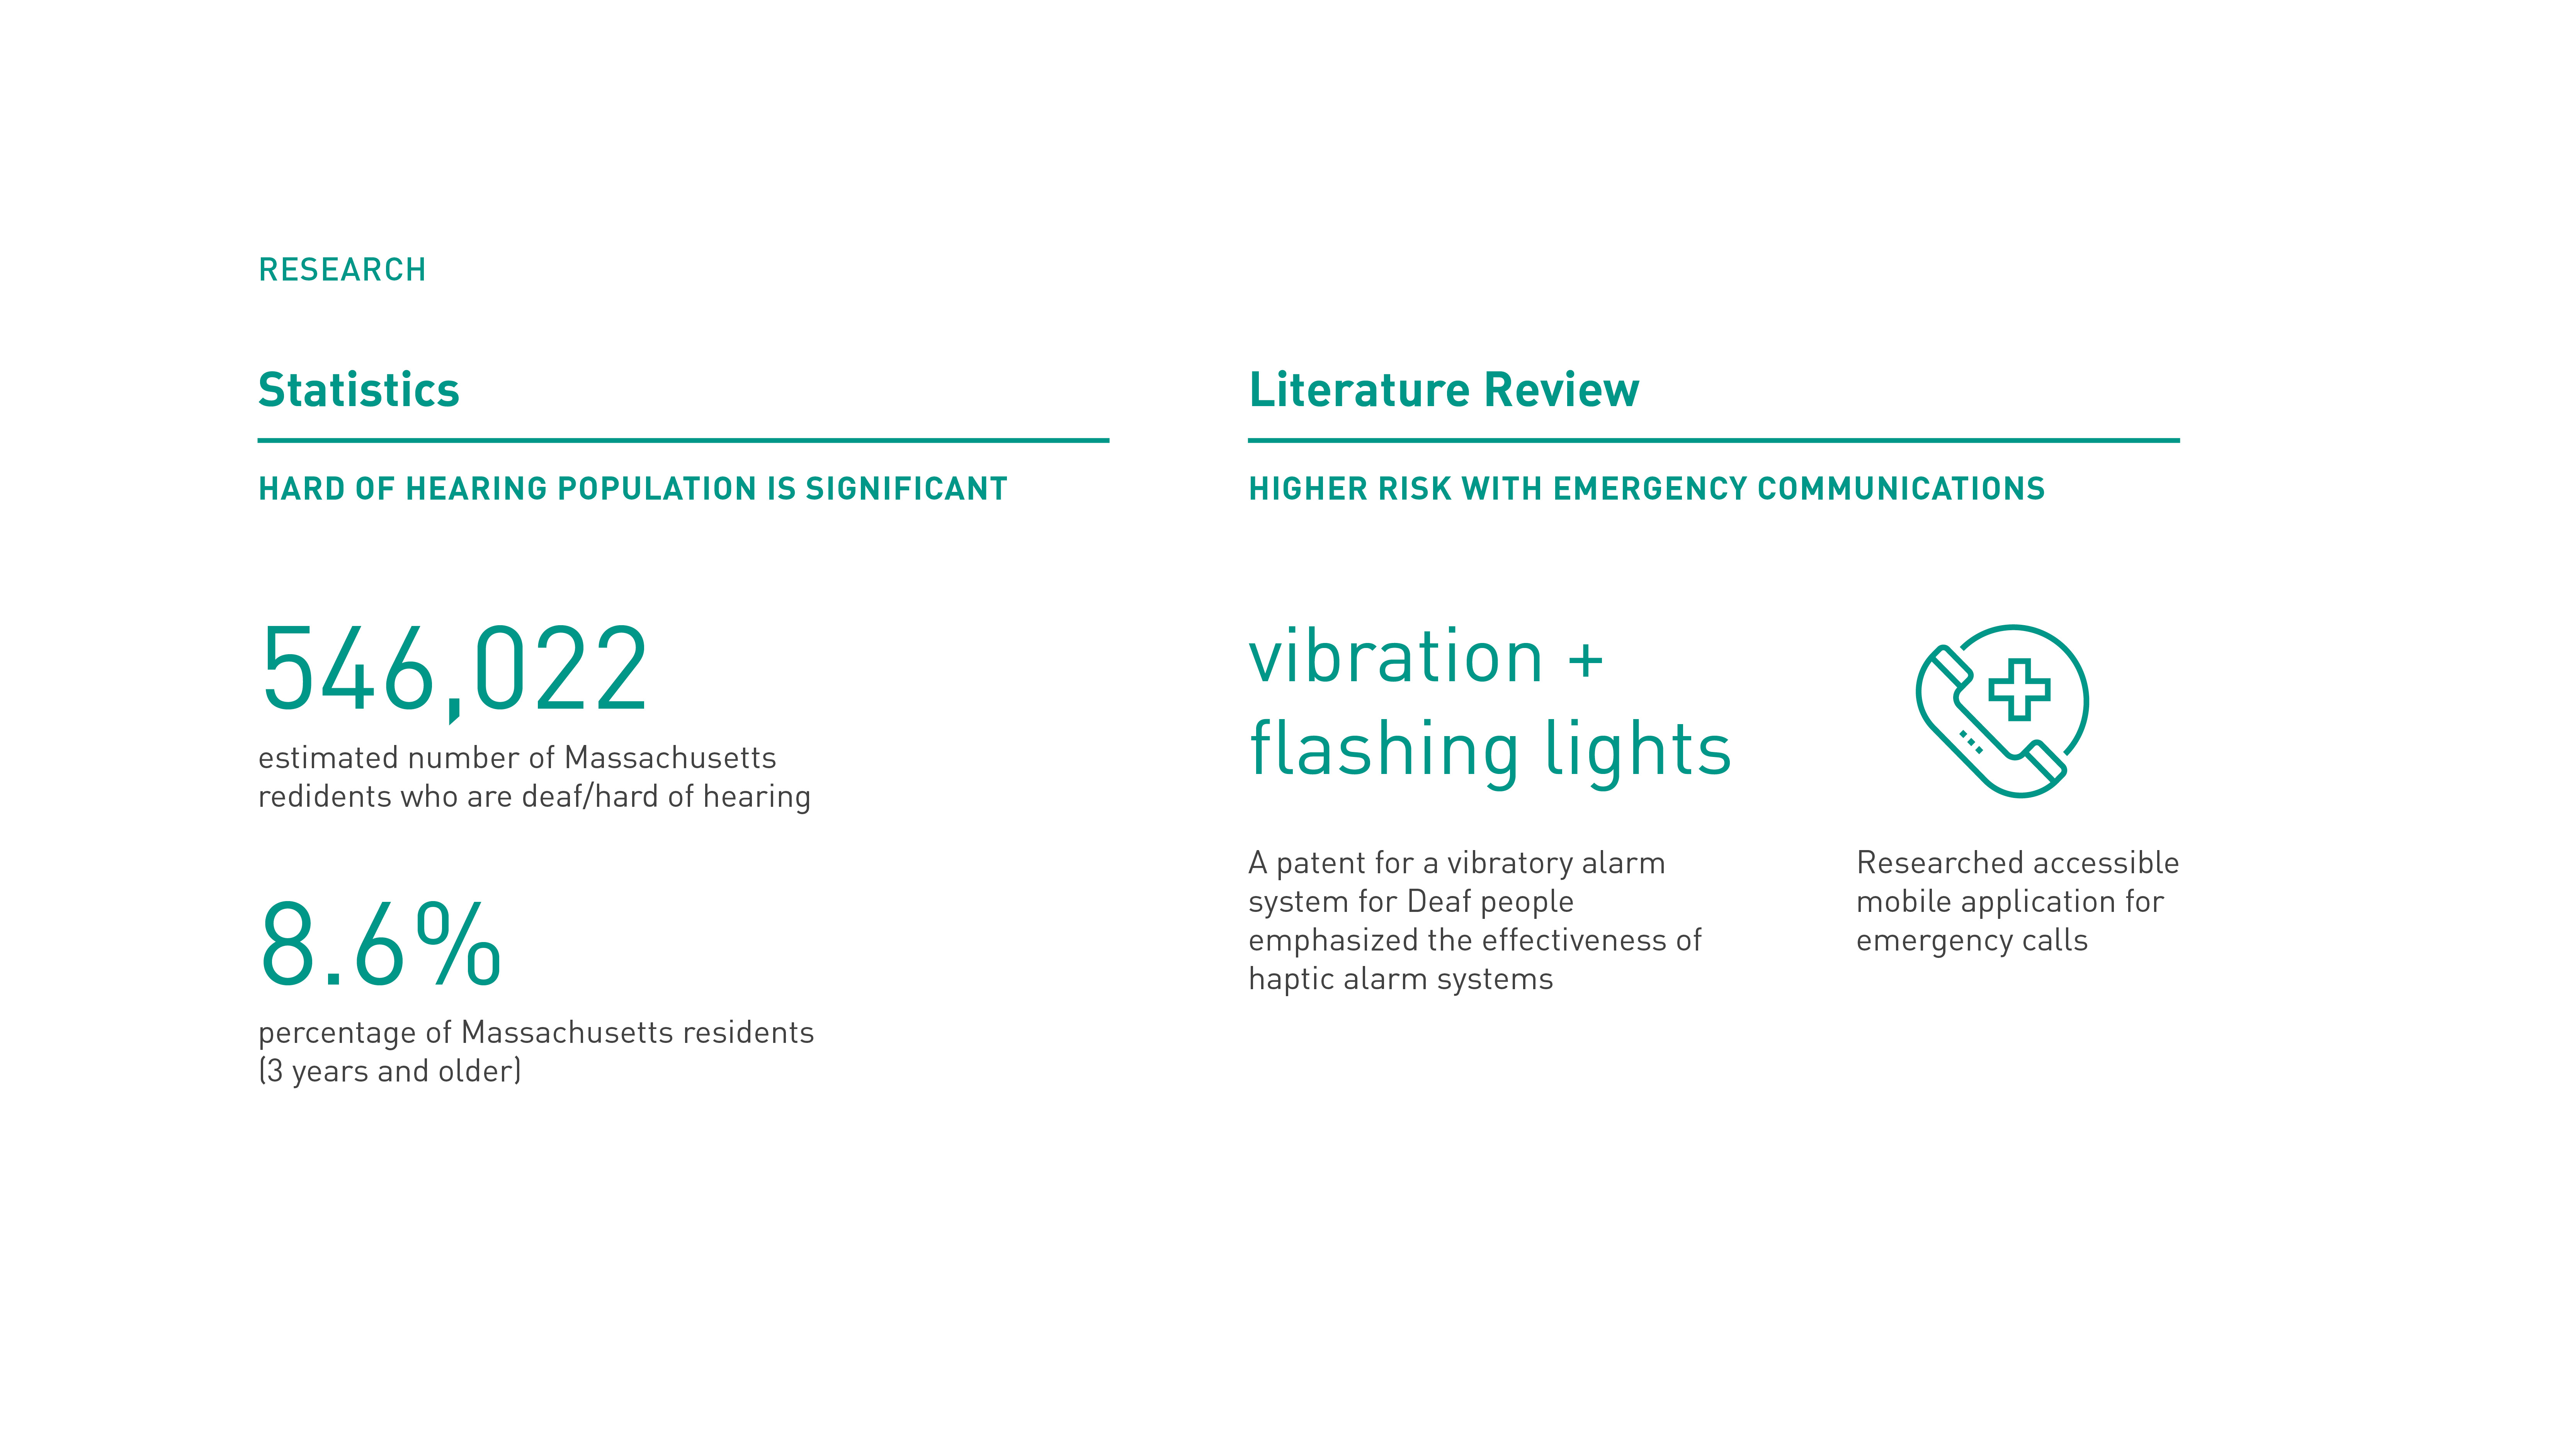 RESEARCH
Statistics
HARD OF HEARING POPULATION IS SIGNIFICANT
546,022
estimated number of Massachusetts
redidents who are deaf/hard of hearing
8.6%
percentage of Massachusetts residents
(3 years and older)
Literature Review
HIGHER RISK WITH EMERGENCY COMMUNICATIONS
vibration +
flashing lights
A patent for a vibratory alarm
system for Deaf people
emphasized the effectiveness of
haptic alarm systems
Researched accessible
mobile application for
emergency calls